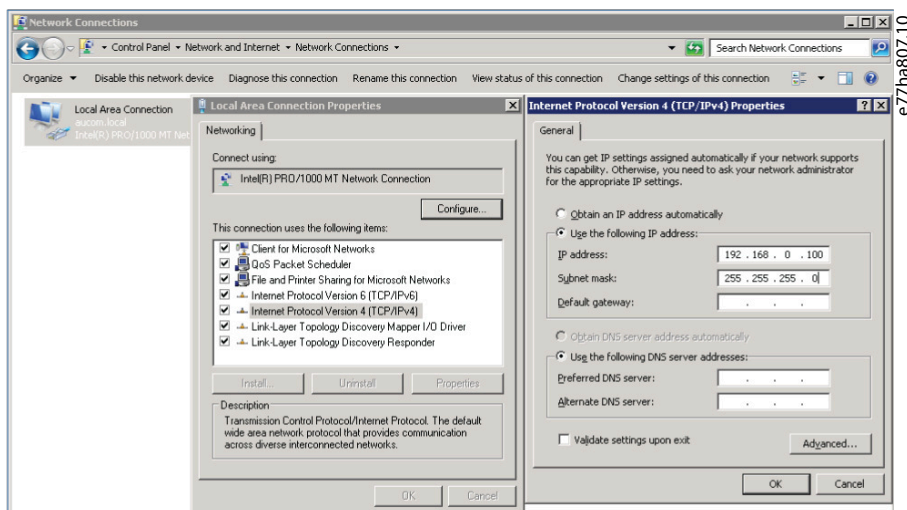 Network Connections
Control Panel Network and Internet Network Connections
Search Network Connections
Organize Disable this network device Diagnose this connection Rename this connection View status of this connection Change settings of this connection
Local Area Connection
aucom.local
Intel(R) PRO/1000 MT Net
Local Area Connection Properties
Networking
Connect using:
Intel(R) PRO/1000 MT Network Connection
Configure...
This connection uses the following items:
Client for Microsoft Networks
QoS Packet Scheduler
File and Printer Sharing for Microsoft Networks
Internet Protocol Version 6 (TCP/IPv6)
Internet Protocol Version 4 (TCP/IPv4)
Link-Layer Topology Discovery Mapper I/O Driver
Link-Layer Topology Discovery Responder
Install... Uninstall Properties
Description
Transmission Control Protocol/Internet Protocol. The default
wide area network protocol that provides communication
across diverse interconnected networks.
OK Cancel
Internet Protocol Version 4 (TCP/IPv4) Properties
General
You can get IP settings assigned automatically if your network supports
this capability. Otherwise, you need to ask your network administrator
for the appropriate IP settings.
Obtain an IP address automatically
Use the following IP address:
IP address: 192 . 168 . 0 . 100
Subnet mask: 255 . 255 . 255 . 0
Default gateway: . . .
Obtain DNS server address automatically
Use the following DNS server addresses:
Preferred DNS server: . . .
Alternate DNS server: . . .
Validate settings upon exit
Advanced...
OK Cancel
e77ba807.10